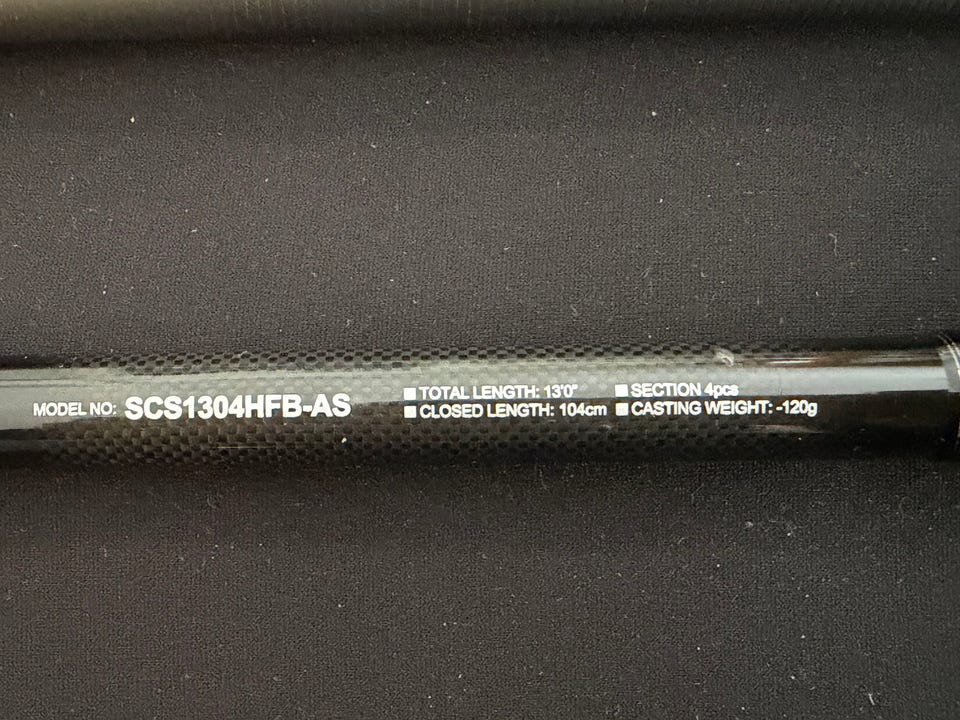 MODEL NO: SCS1304HFB-AS
■ TOTAL LENGTH: 13'0" ■ SECTION 4pcs
■ CLOSED LENGTH: 104cm ■ CASTING WEIGHT: -120g